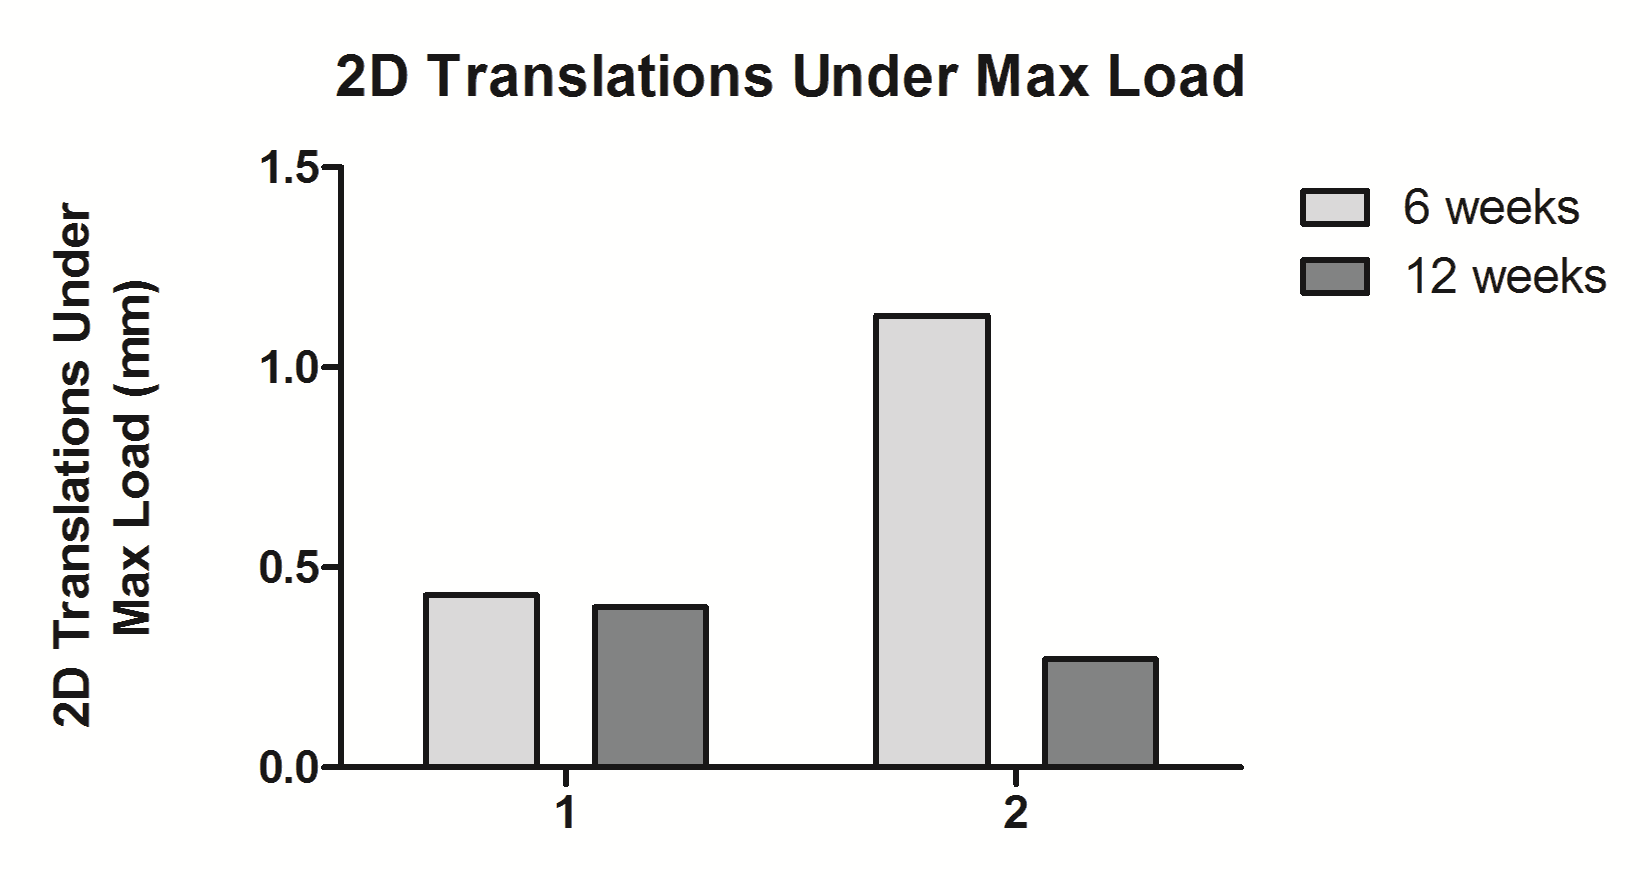 2D Translations Under Max Load
2D Translations Under
Max Load (mm)
1.5
1.0
0.5
0.0
1
2
6 weeks
12 weeks